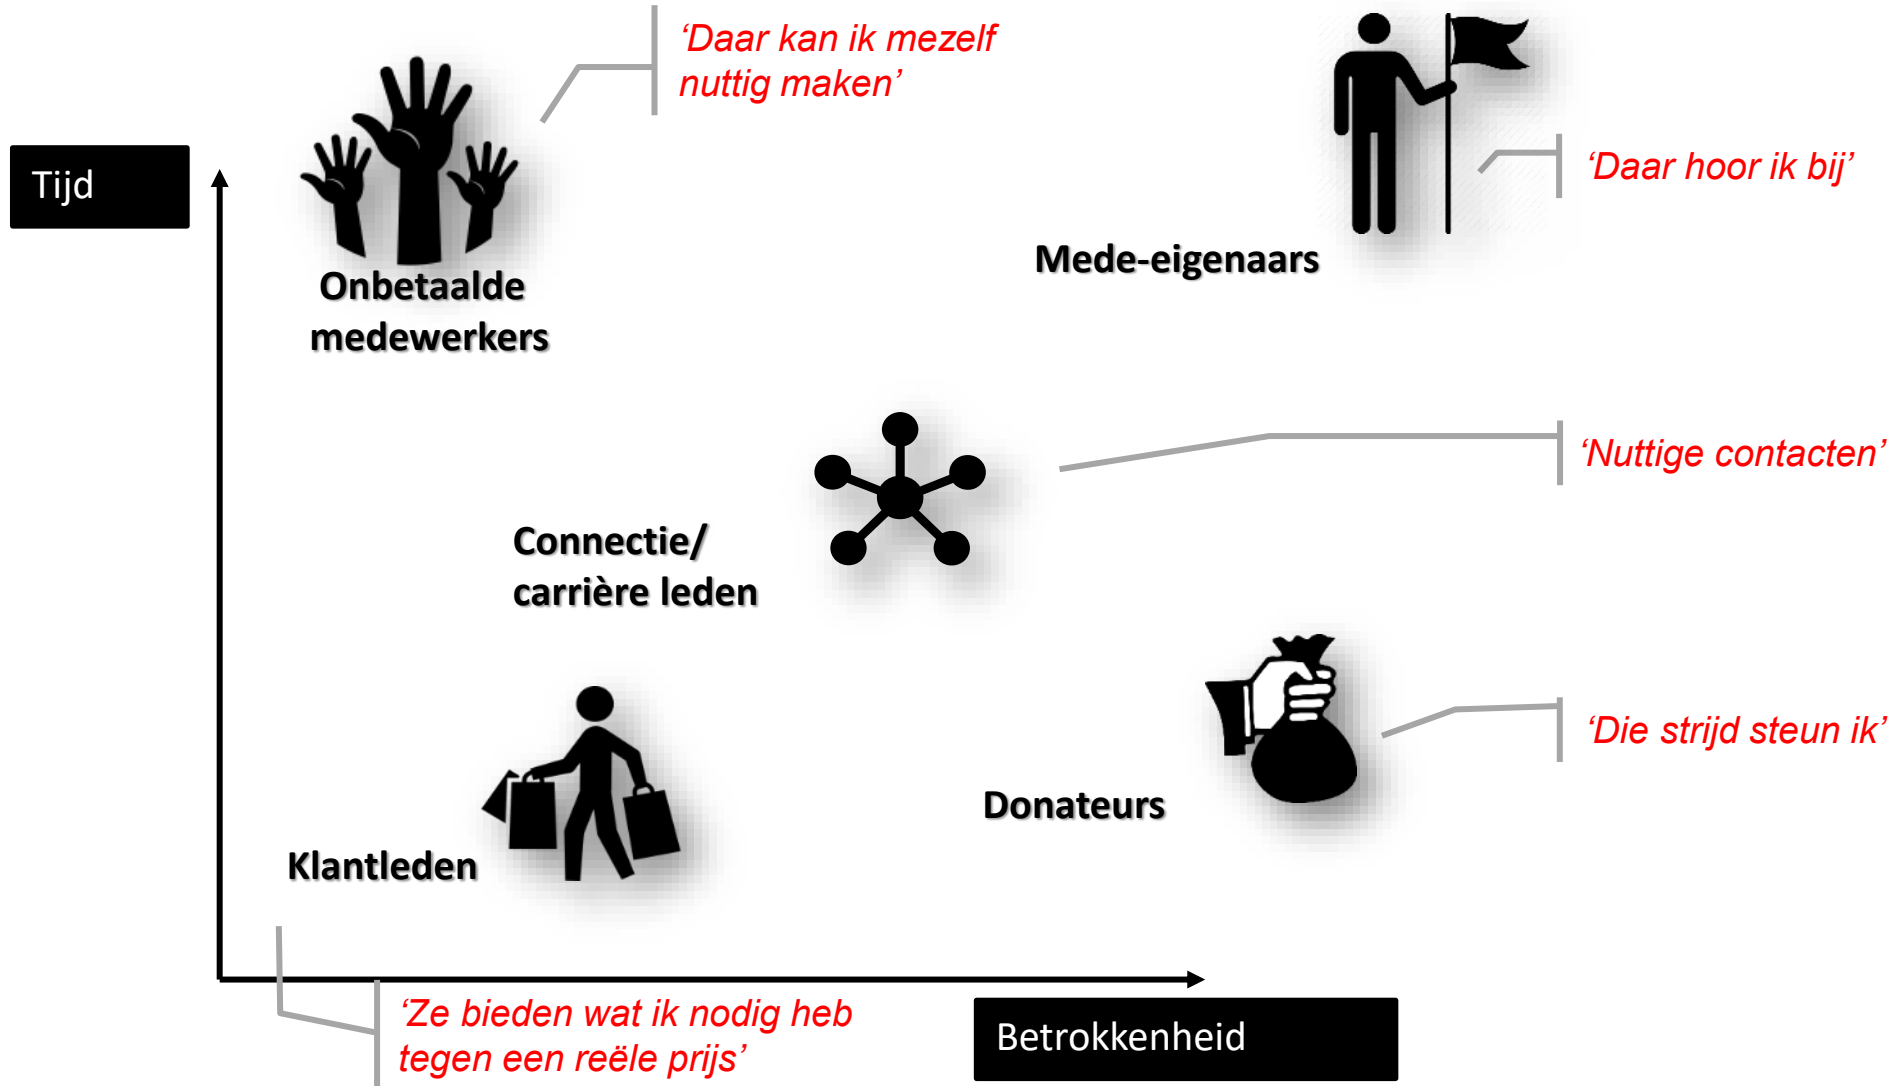 ‘Daar kan ik mezelf
nuttig maken’
Tijd
‘Daar hoor ik bij’
Mede-eigenaars
Onbetaalde
medewerkers
‘Nuttige contacten’
Connectie/
carrière leden
‘Die strijd steun ik’
Donateurs
Klantleden
‘Ze bieden wat ik nodig heb
tegen een reële prijs’
Betrokkenheid